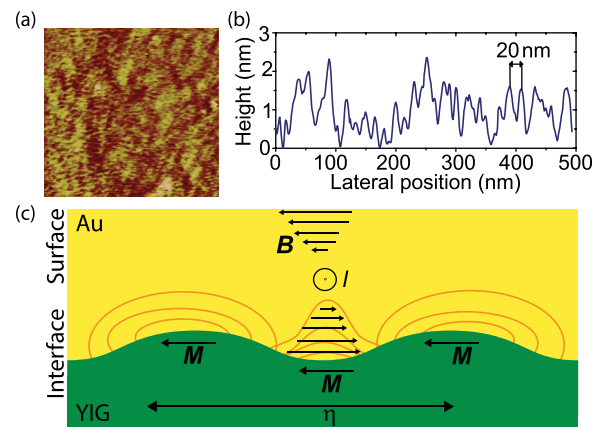 (a)
(b)
Height (nm)
3
2
1
0
20 nm
0
100
200
300
400
500
Lateral position (nm)
(c)
Surface
Interface
Au
B
I
M
M
M
η
YIG